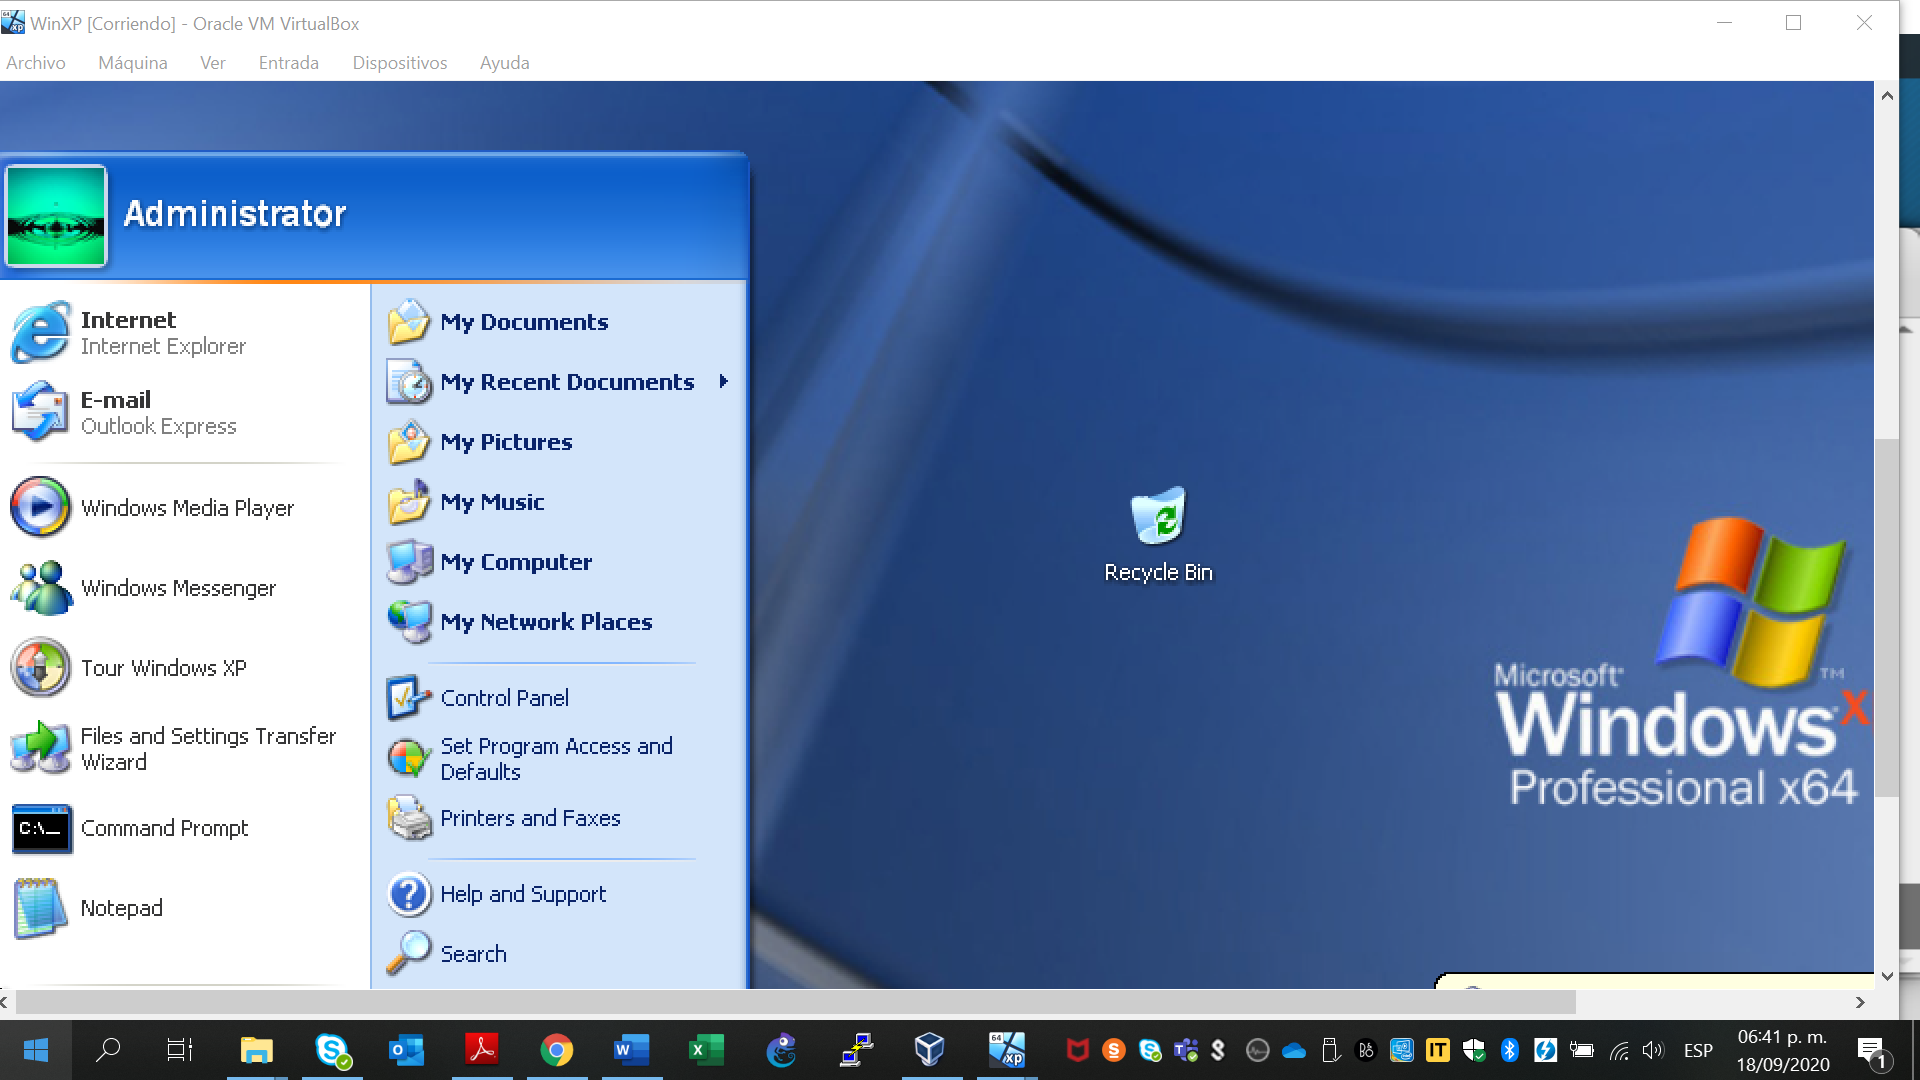 WinXP [Corriendo] - Oracle VM VirtualBox
Archivo Máquina Ver Entrada Dispositivos Ayuda
Administrator
Internet
Internet Explorer
E-mail
Outlook Express
Windows Media Player
Windows Messenger
Tour Windows XP
Files and Settings Transfer
Wizard
Command Prompt
Notepad
My Documents
My Recent Documents
My Pictures
My Music
My Computer
My Network Places
Control Panel
Set Program Access and
Defaults
Printers and Faxes
Help and Support
Search
Recycle Bin
Microsoft
Windows X
Professional x64
ESP
06:41 p. m.
18/09/2020
1